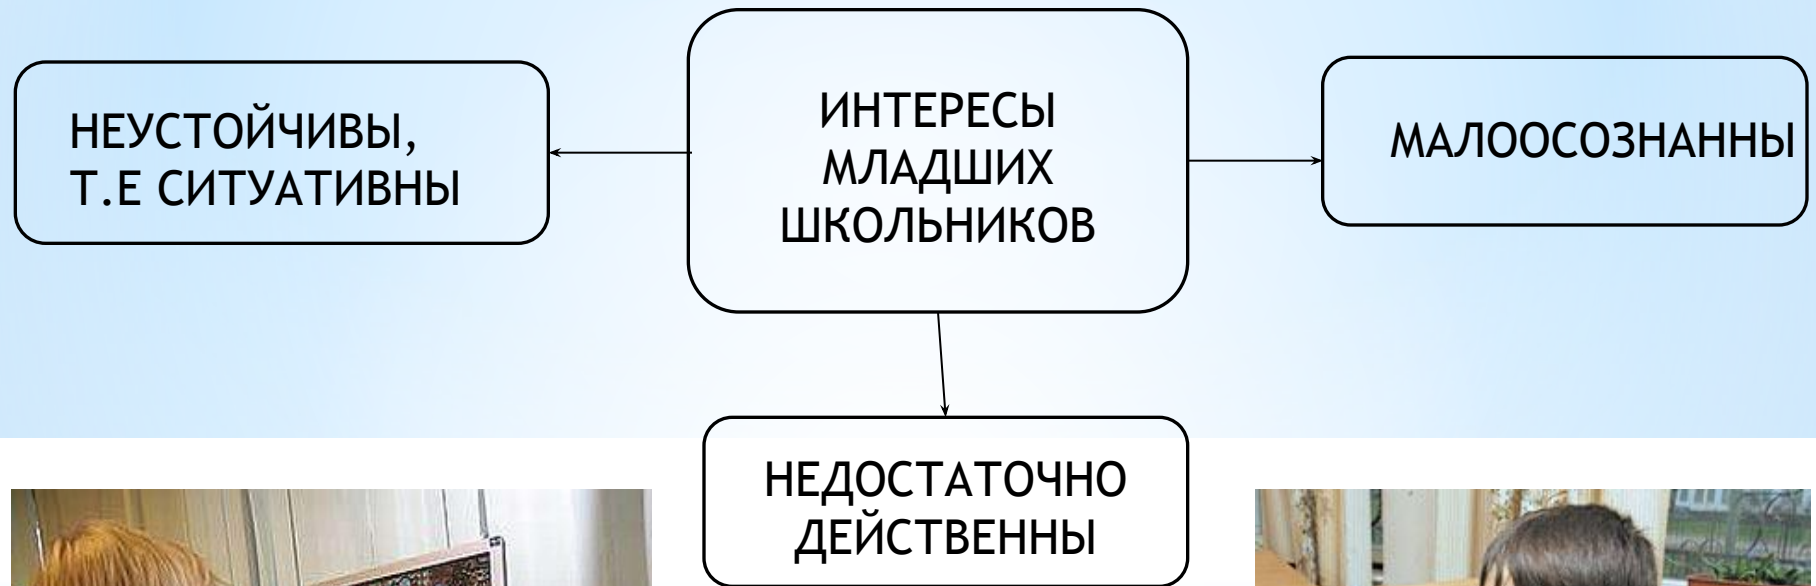 НЕУСТОЙЧИВЫ,
Т.Е СИТУАТИВНЫ
ИНТЕРЕСЫ
МЛАДШИХ
ШКОЛЬНИКОВ
МАЛООСОЗНАННЫ
НЕДОСТАТОЧНО
ДЕЙСТВЕННЫ